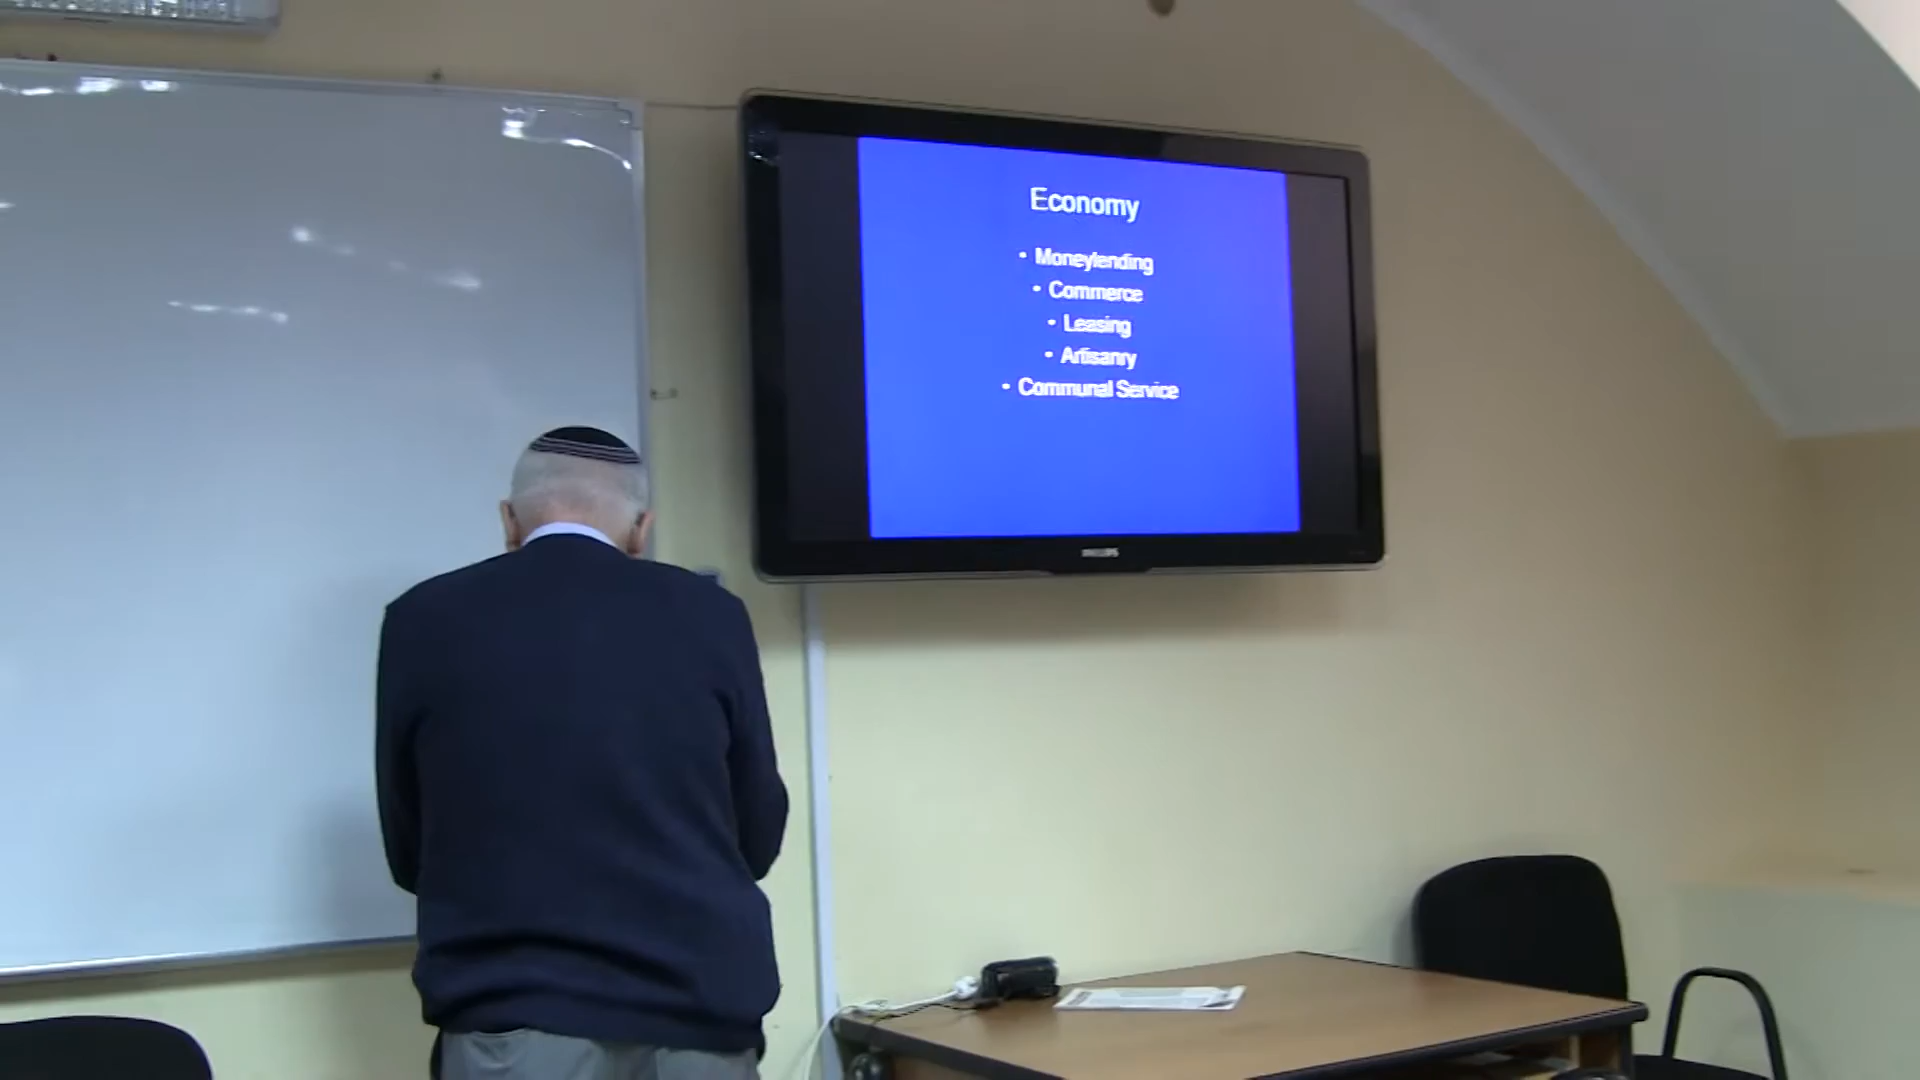 Economy
• Moneylending
• Commerce
• Leasing
• Artisanry
• Communal Service
PHILIPS